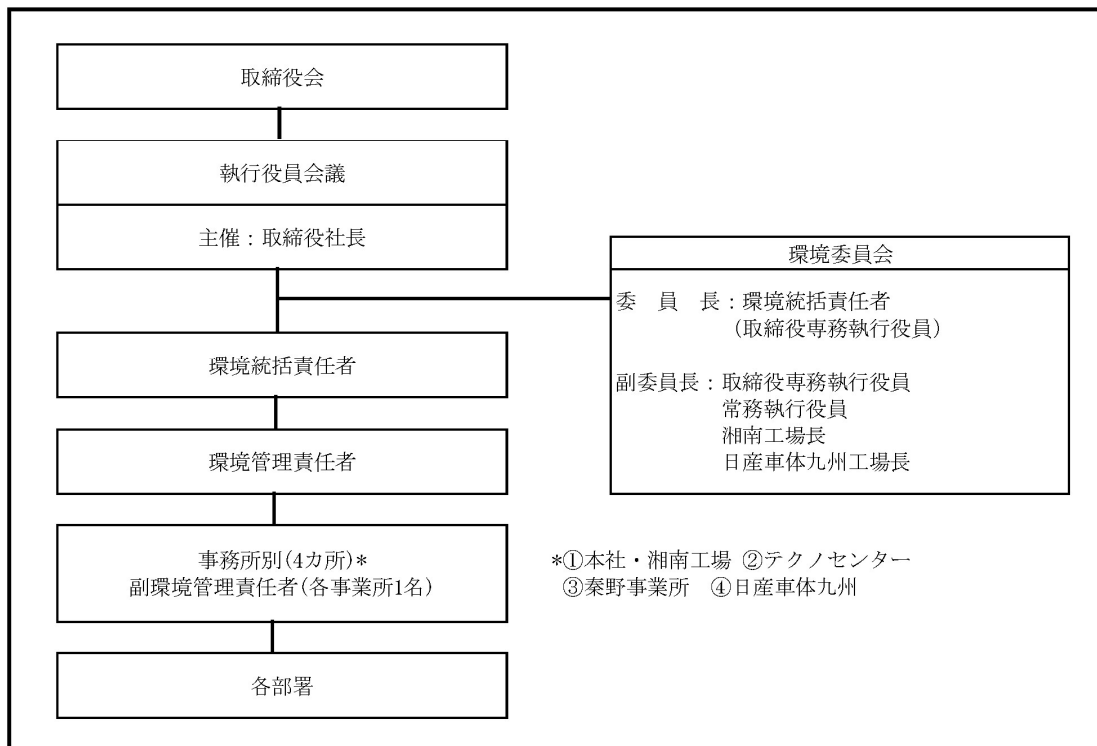 取締役会
執行役員会議
主催：取締役社長
環境委員会
委　員　長：環境統括責任者
（取締役専務執行役員）
副委員長：取締役専務執行役員
常務執行役員
湘南工場長
日産車体九州工場長
環境統括責任者
環境管理責任者
事務所別(4カ所)*
副環境管理責任者(各事業所1名)
*①本社・湘南工場 ②テクノセンター
③秦野事業所　④日産車体九州
各部署